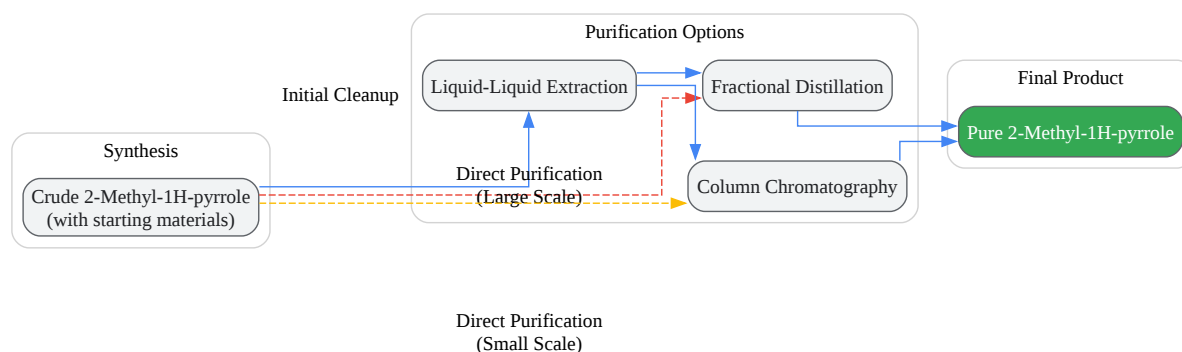 Purification Options
Liquid-Liquid Extraction
Fractional Distillation
Final Product
Initial Cleanup
Pure 2-Methyl-1H-pyrrole
Synthesis
Direct Purification
(Large Scale)
Column Chromatography
Crude 2-Methyl-1H-pyrrole
(with starting materials)
Direct Purification
(Small Scale)